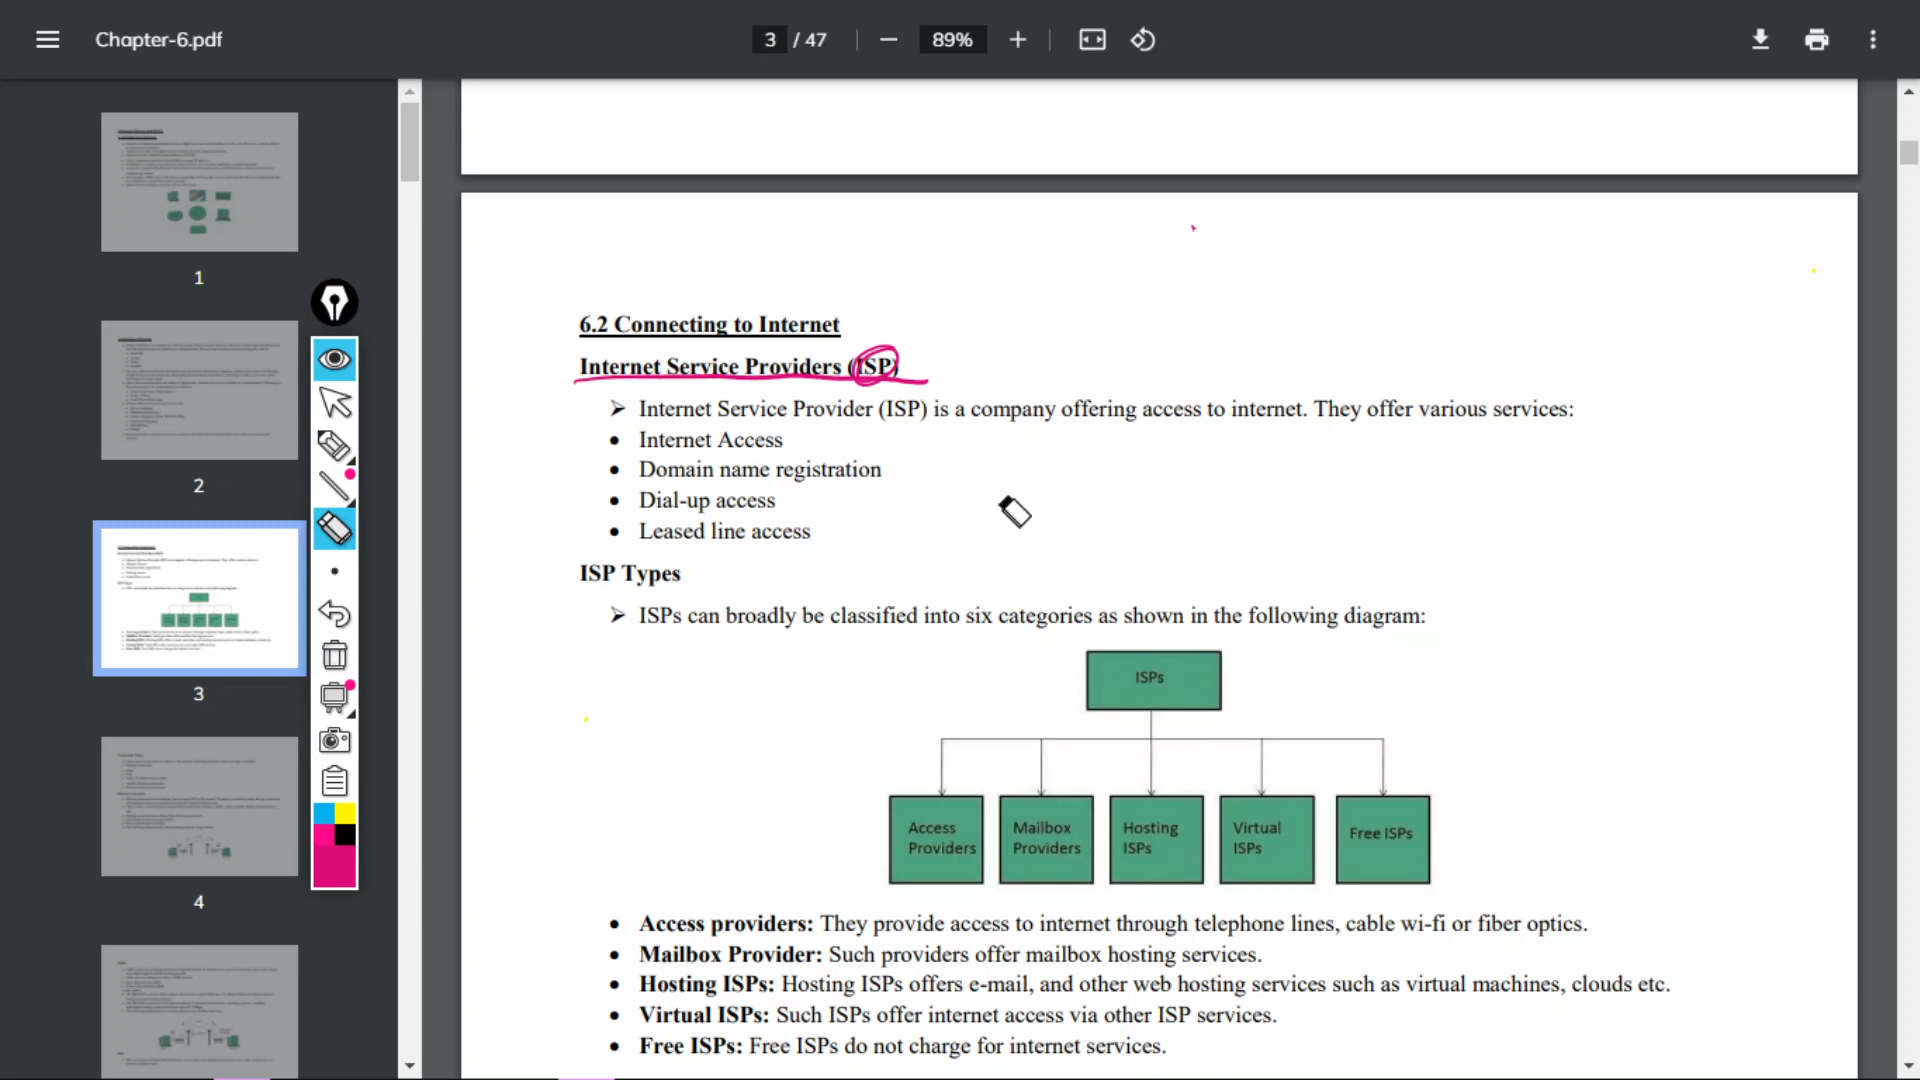 Chapter-6.pdf
3 / 47
89%
1
2
3
4
6.2 Connecting to Internet
Internet Service Providers (ISP)
➢ Internet Service Provider (ISP) is a company offering access to internet. They offer various services:
• Internet Access
• Domain name registration
• Dial-up access
• Leased line access
ISP Types
➢ ISPs can broadly be classified into six categories as shown in the following diagram:
ISPs
Access Providers
Mailbox Providers
Hosting ISPs
Virtual ISPs
Free ISPs
• Access providers: They provide access to internet through telephone lines, cable wi-fi or fiber optics.
• Mailbox Provider: Such providers offer mailbox hosting services.
• Hosting ISPs: Hosting ISPs offers e-mail, and other web hosting services such as virtual machines, clouds etc.
• Virtual ISPs: Such ISPs offer internet access via other ISP services.
• Free ISPs: Free ISPs do not charge for internet services.